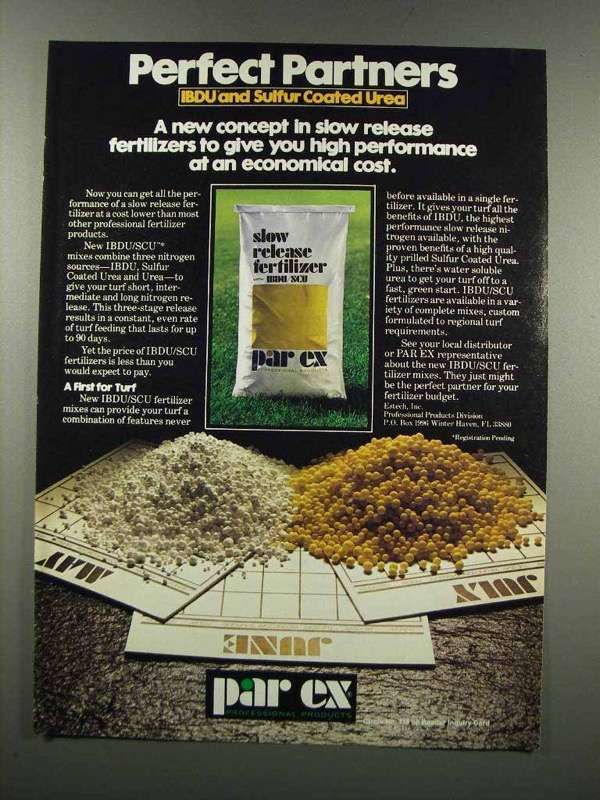 Perfect Partners
IBDU and Sulfur Coated Urea
A new concept in slow release
fertilizers to give you high performance
at an economical cost.
Now you can get all the per-
formance of a slow release fer-
tilizer at a cost lower than most
other professional fertilizer
products.
New IBDU/SCU™*
mixes combine three nitrogen
sources—IBDU, Sulfur
Coated Urea and Urea—to
give your turf short, inter-
mediate and long nitrogen re-
lease. This three-stage release
results in a constant, even rate
of turf feeding that lasts for up
to 90 days.
Yet the price of IBDU/SCU
fertilizers is less than you
would expect to pay.
A First for Turf
New IBDU/SCU fertilizer
mixes can provide your turf a
combination of features never
slow
release
fertilizer
IBDU/SCU
par ex
PROFESSIONAL PRODUCTS
before available in a single fer-
tilizer. It gives your turf all the
benefits of IBDU, the highest
performance slow release ni-
trogen available, with the
proven benefits of a high qual-
ity prilled Sulfur Coated Urea.
Plus, there's water soluble
urea to get your turf off to a
fast, green start. IBDU/SCU
fertilizers are available in a var-
iety of complete mixes, custom
formulated to regional turf
requirements.
See your local distributor
or PAR EX representative
about the new IBDU/SCU fer-
tilizer mixes. They just might
be the perfect partner for your
fertilizer budget.
Estech, Inc.
Professional Products Division
P.O. Box 1996 Winter Haven, FL 33880
*Registration Pending
MAY
JUNE
JULY
par ex
PROFESSIONAL PRODUCTS
on Reader Inquiry Card